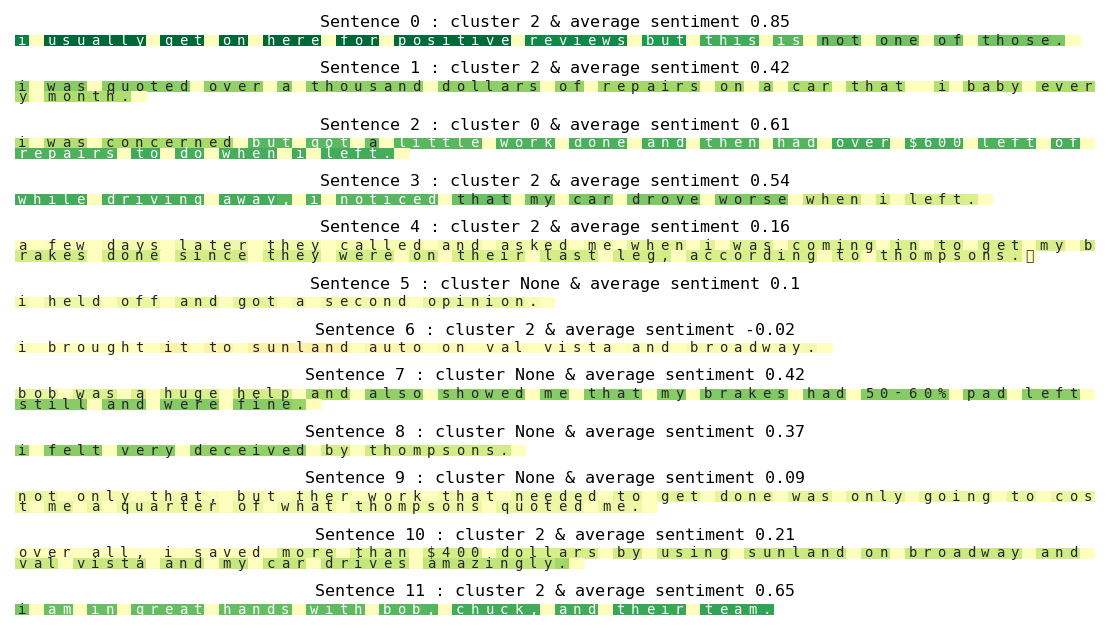 Sentence 0 : cluster 2 & average sentiment 0.85
i usually get on here for positive reviews but this is not one of those.
Sentence 1 : cluster 2 & average sentiment 0.42
i was quoted over a thousand dollars of repairs on a car that i baby ever
y month.
Sentence 2 : cluster 0 & average sentiment 0.61
i was concerned but got a little work done and then had over $600 left of
repairs to do when i left.
Sentence 3 : cluster 2 & average sentiment 0.54
while driving away, i noticed that my car drove worse when i left.
Sentence 4 : cluster 2 & average sentiment 0.16
a few days later they called and asked me when i was coming in to get my b
rakes done since they were on their last leg, according to thompsons.
Sentence 5 : cluster None & average sentiment 0.1
i held off and got a second opinion.
Sentence 6 : cluster 2 & average sentiment -0.02
i brought it to sunland auto on val vista and broadway.
Sentence 7 : cluster None & average sentiment 0.42
bob was a huge help and also showed me that my brakes had 50-60% pad left
still and were fine.
Sentence 8 : cluster None & average sentiment 0.37
i felt very deceived by thompsons.
Sentence 9 : cluster None & average sentiment 0.09
not only that, but ther work that needed to get done was only going to cos
t me a quarter of what thompsons quoted me.
Sentence 10 : cluster 2 & average sentiment 0.21
over all, i saved more than $400 dollars by using sunland on broadway and
val vista and my car drives amazingly.
Sentence 11 : cluster 2 & average sentiment 0.65
i am in great hands with bob, chuck, and their team.